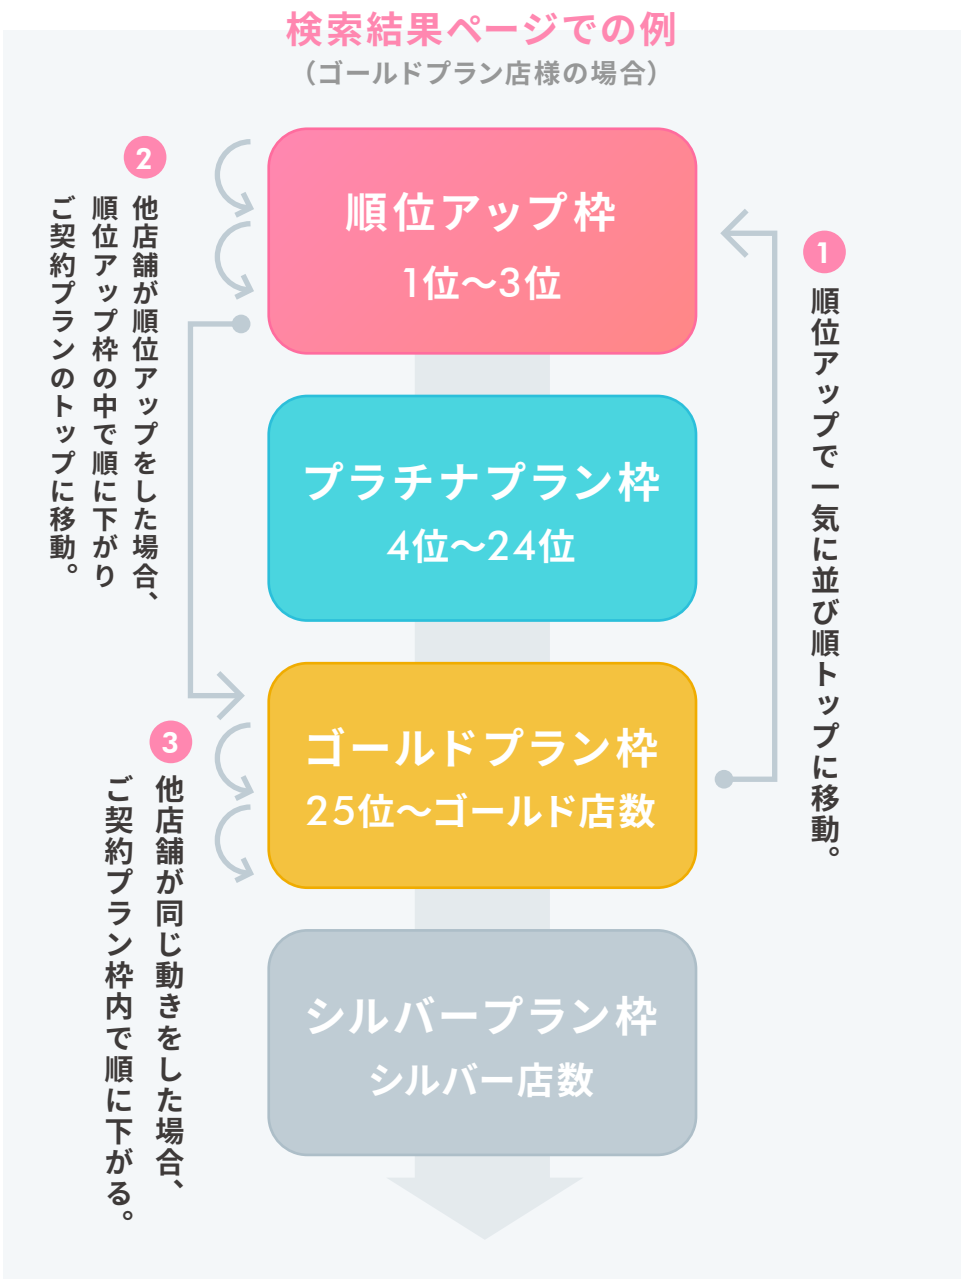 検索結果ページでの例
（ゴールドプラン店様の場合）
順位アップ枠
1位～3位
プラチナプラン枠
4位～24位
ゴールドプラン枠
25位～ゴールド店数
シルバープラン枠
シルバー店数
1
順位アップで一気に並び順トップに移動。
2
他店舗が順位アップをした場合、
順位アップ枠の中で順に下がり
ご契約プランのトップに移動。
3
他店舗が同じ動きをした場合、
ご契約プラン枠内で順に下がる。